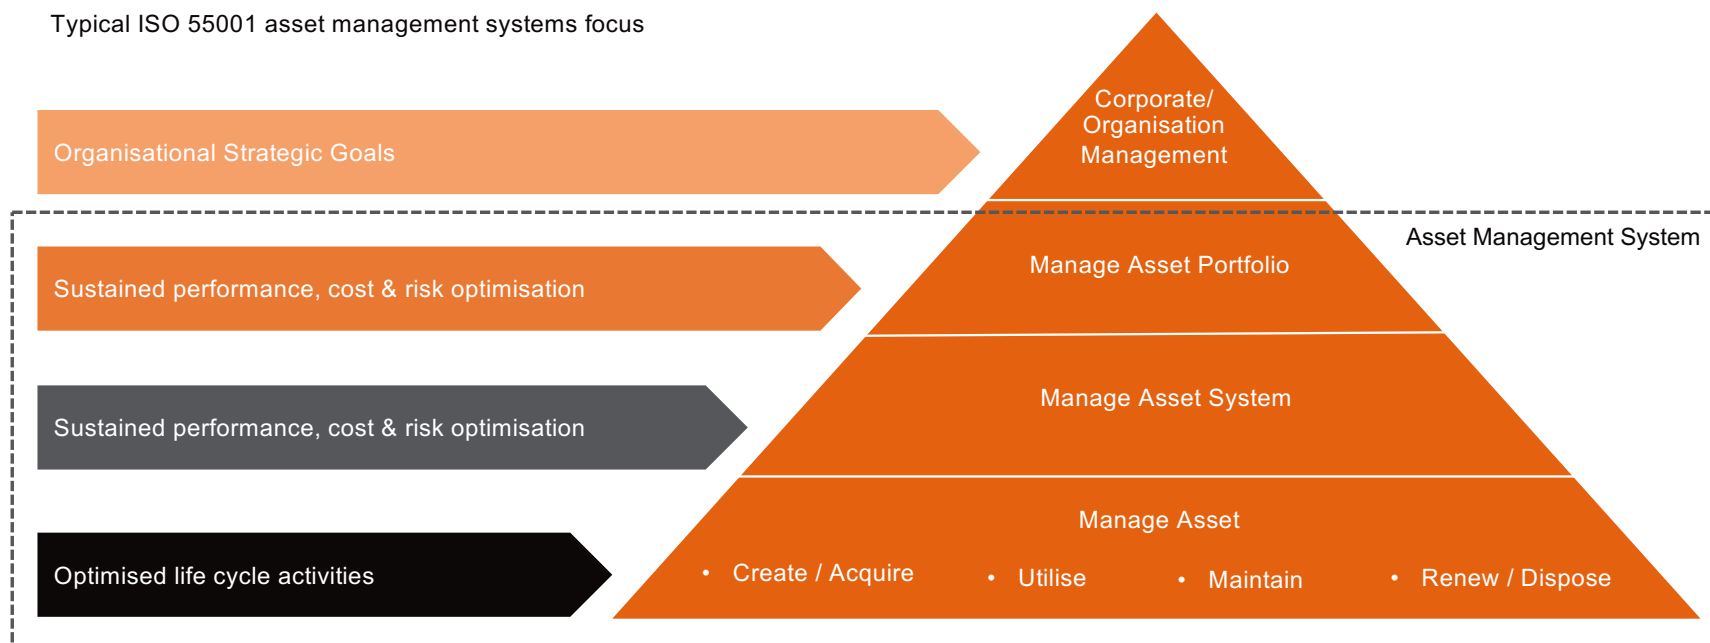 Typical ISO 55001 asset management systems focus
Corporate/
Organisation
Management
Organisational Strategic Goals
Asset Management System
Manage Asset Portfolio
Sustained performance, cost & risk optimisation
Manage Asset System
Sustained performance, cost & risk optimisation
Manage Asset
Optimised life cycle activities
• Create / Acquire • Utilise • Maintain • Renew / Dispose